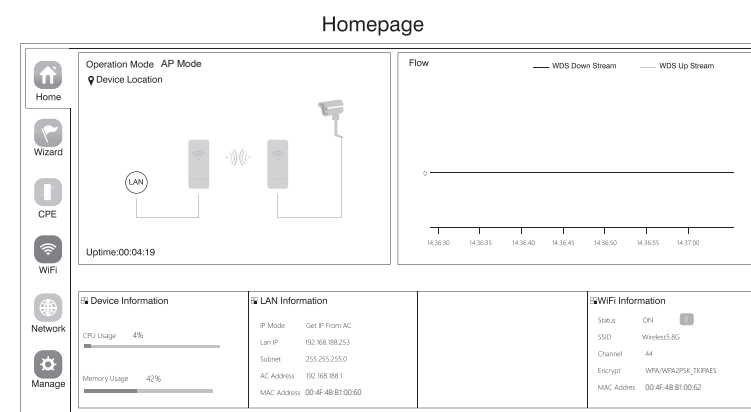 Homepage
Home
Wizard
CPE
WiFi
Network
Manage
Operation Mode AP Mode
Device Location
LAN
Uptime:00:04:19
Flow
WDS Down Stream
WDS Up Stream
0
14:36:30 14:36:35 14:36:40 14:36:45 14:36:50 14:36:55 14:37:00
Device Information
CPU Usage 4%
Memory Usage 42%
LAN Information
IP Mode Get IP From AC
Lan IP 192.168.188.253
Subnet 255.255.255.0
AC Address 192.168.188.1
MAC Address 00:4F:4B:B1:00:60
WiFi Information
Status ON
SSID Wireless5.8G
Channel 44
Encrypt WPA/WPA2PSK_TKIPAES
MAC Addres 00:4F:4B:B1:00:62